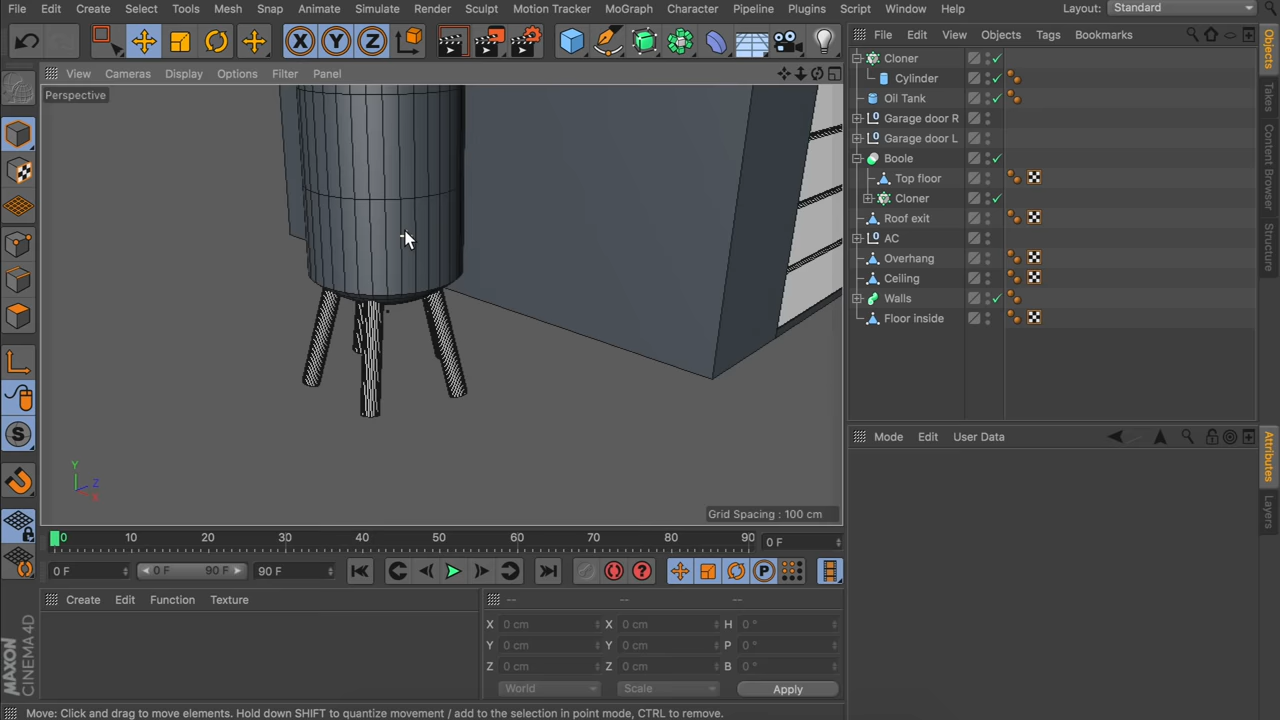 File Edit Create Select Tools Mesh Snap Animate Simulate Render Sculpt Motion Tracker MoGraph Character Pipeline Plugins Script Window Help Layout: Standard
X Y Z
File Edit View Objects Tags Bookmarks
View Cameras Display Options Filter Panel
Perspective
Cloner
Cylinder
Oil Tank
Garage door R
Garage door L
Boole
Top floor
Cloner
Roof exit
AC
Overhang
Ceiling
Walls
Floor inside
Objects
Takes
Content Browser
Structure
Y
Z
X
Grid Spacing : 100 cm
Mode Edit User Data
Attributes
Layers
0 10 20 30 40 50 60 70 80 90 0 F
0 F 0 F 90 F 90 F
P
Create Edit Function Texture
-- -- --
X 0 cm X 0 cm H 0 °
Y 0 cm Y 0 cm P 0 °
Z 0 cm Z 0 cm B 0 °
World Scale Apply
MAXON
CINEMA 4D
Move: Click and drag to move elements. Hold down SHIFT to quantize movement / add to the selection in point mode, CTRL to remove.